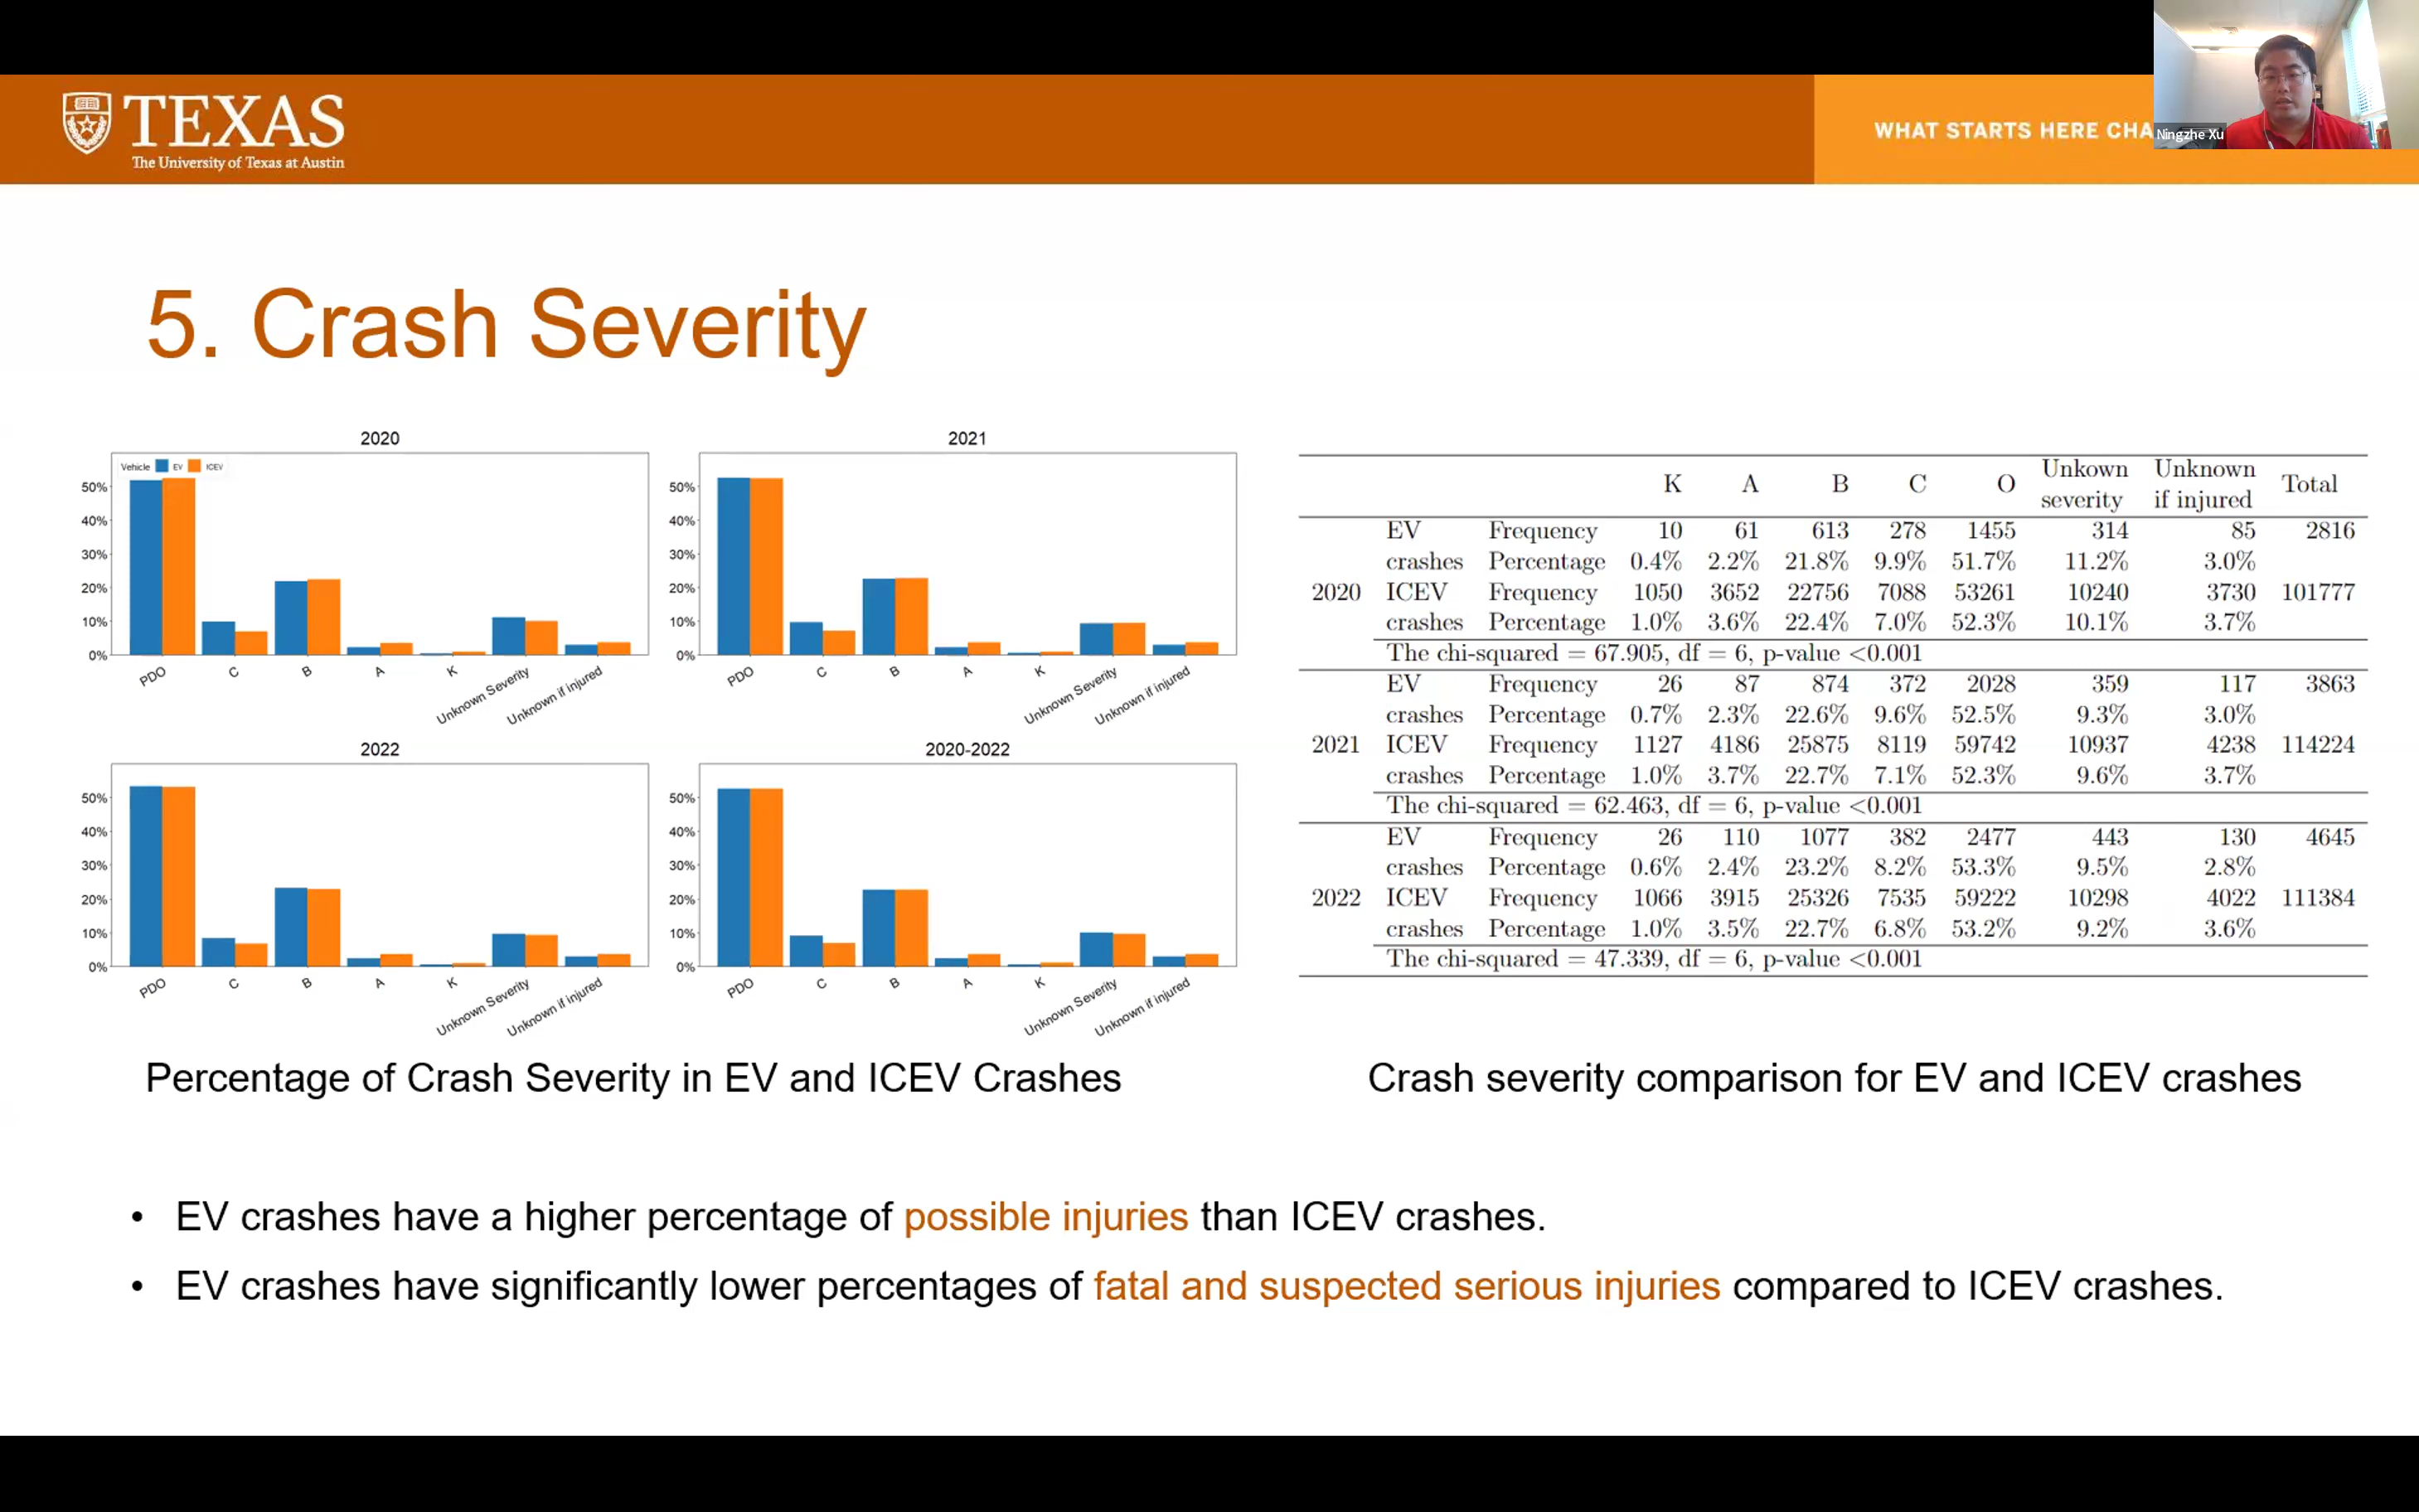 TEXAS
The University of Texas at Austin
WHAT STARTS HERE CHA
Ningzhe Xu
5. Crash Severity
2020
Vehicle EV ICEV
50%
40%
30%
20%
10%
0%
PDO C B A K Unknown Severity Unknown if injured
2021
50%
40%
30%
20%
10%
0%
PDO C B A K Unknown Severity Unknown if injured
2022
50%
40%
30%
20%
10%
0%
PDO C B A K Unknown Severity Unknown if injured
2020-2022
50%
40%
30%
20%
10%
0%
PDO C B A K Unknown Severity Unknown if injured
Percentage of Crash Severity in EV and ICEV Crashes
K A B C O Unkown severity Unknown if injured Total
EV Frequency 10 61 613 278 1455 314 85 2816
crashes Percentage 0.4% 2.2% 21.8% 9.9% 51.7% 11.2% 3.0%
2020 ICEV Frequency 1050 3652 22756 7088 53261 10240 3730 101777
crashes Percentage 1.0% 3.6% 22.4% 7.0% 52.3% 10.1% 3.7%
The chi-squared = 67.905, df = 6, p-value <0.001
EV Frequency 26 87 874 372 2028 359 117 3863
crashes Percentage 0.7% 2.3% 22.6% 9.6% 52.5% 9.3% 3.0%
2021 ICEV Frequency 1127 4186 25875 8119 59742 10937 4238 114224
crashes Percentage 1.0% 3.7% 22.7% 7.1% 52.3% 9.6% 3.7%
The chi-squared = 62.463, df = 6, p-value <0.001
EV Frequency 26 110 1077 382 2477 443 130 4645
crashes Percentage 0.6% 2.4% 23.2% 8.2% 53.3% 9.5% 2.8%
2022 ICEV Frequency 1066 3915 25326 7535 59222 10298 4022 111384
crashes Percentage 1.0% 3.5% 22.7% 6.8% 53.2% 9.2% 3.6%
The chi-squared = 47.339, df = 6, p-value <0.001
Crash severity comparison for EV and ICEV crashes
• EV crashes have a higher percentage of possible injuries than ICEV crashes.
• EV crashes have significantly lower percentages of fatal and suspected serious injuries compared to ICEV crashes.